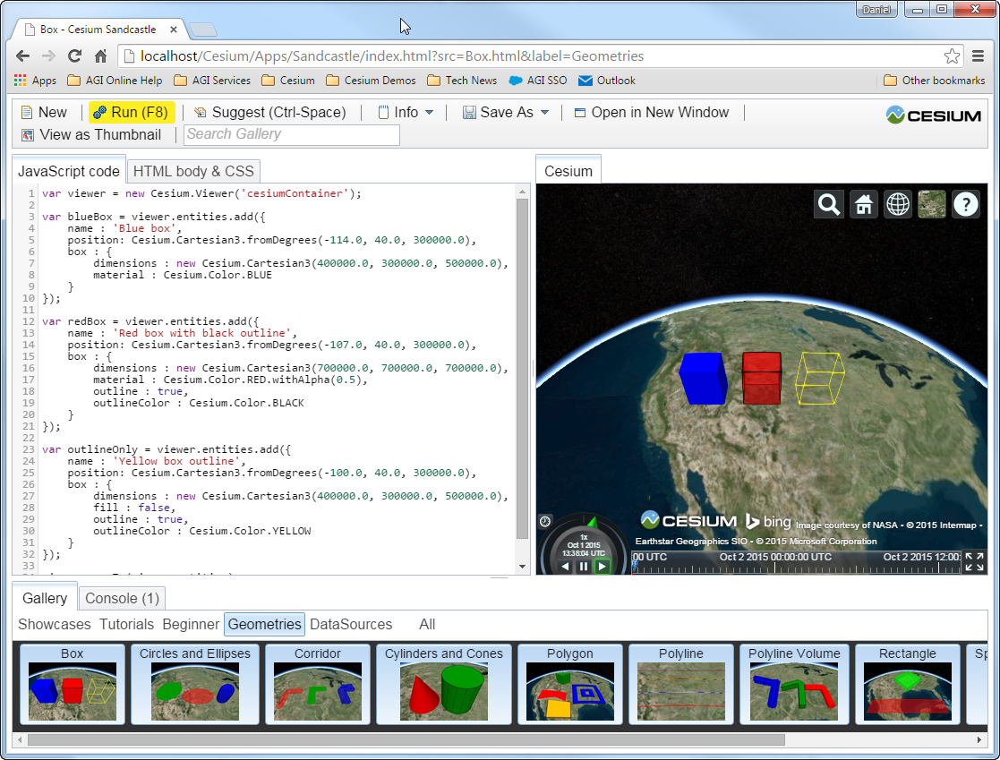 Daniel
Box - Cesium Sandcastle
localhost/Cesium/Apps/Sandcastle/index.html?src=Box.html&label=Geometries
Apps AGI Online Help AGI Services Cesium Cesium Demos Tech News AGI SSO Outlook Other bookmarks
New Run (F8) Suggest (Ctrl-Space) Info Save As Open in New Window
CESIUM
View as Thumbnail Search Gallery
JavaScript code HTML body & CSS
1 var viewer = new Cesium.Viewer('cesiumContainer');
2
3 var blueBox = viewer.entities.add({
4 name : 'Blue box',
5 position: Cesium.Cartesian3.fromDegrees(-114.0, 40.0, 300000.0),
6 box : {
7 dimensions : new Cesium.Cartesian3(400000.0, 300000.0, 500000.0),
8 material : Cesium.Color.BLUE
9 }
10 });
11
12 var redBox = viewer.entities.add({
13 name : 'Red box with black outline',
14 position: Cesium.Cartesian3.fromDegrees(-107.0, 40.0, 300000.0),
15 box : {
16 dimensions : new Cesium.Cartesian3(700000.0, 700000.0, 700000.0),
17 material : Cesium.Color.RED.withAlpha(0.5),
18 outline : true,
19 outlineColor : Cesium.Color.BLACK
20 }
21 });
22
23 var outlineOnly = viewer.entities.add({
24 name : 'Yellow box outline',
25 position: Cesium.Cartesian3.fromDegrees(-100.0, 40.0, 300000.0),
26 box : {
27 dimensions : new Cesium.Cartesian3(400000.0, 300000.0, 500000.0),
28 fill : false,
29 outline : true,
30 outlineColor : Cesium.Color.YELLOW
31 }
32 });
33
Cesium
?
CESIUM bing Image courtesy of NASA - © 2015 Intermap -
Earthstar Geographics SIO - © 2015 Microsoft Corporation
1x
Oct 1 2015
13:38:04 UTC
00 UTC Oct 2 2015 00:00:00 UTC Oct 2 2015 12:00:
Gallery Console (1)
Showcases Tutorials Beginner Geometries DataSources All
Box Circles and Ellipses Corridor Cylinders and Cones Polygon Polyline Polyline Volume Rectangle Sp